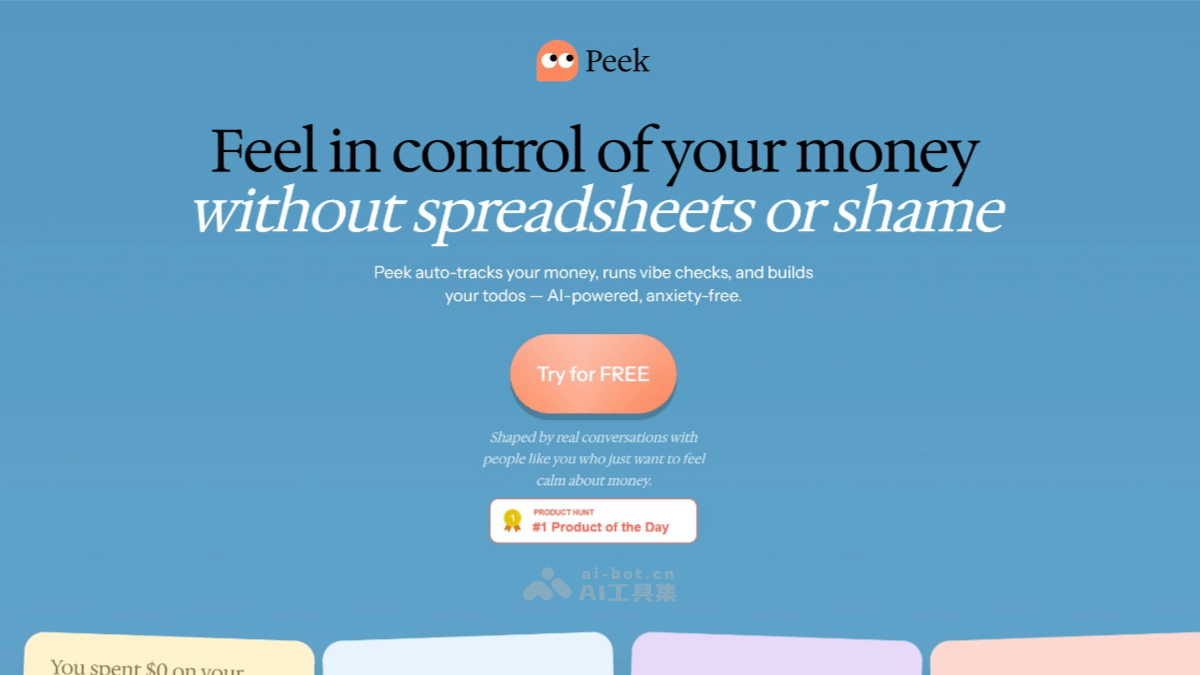 Peek
Feel in control of your money
without spreadsheets or shame
Peek auto-tracks your money, runs vibe checks, and builds
your todos — AI-powered, anxiety-free.
Try for FREE
Shaped by real conversations with
people like you who just want to feel
calm about money.
1
PRODUCT HUNT
#1 Product of the Day
ai-bot.cn
AI工具集
You spent $0 on your